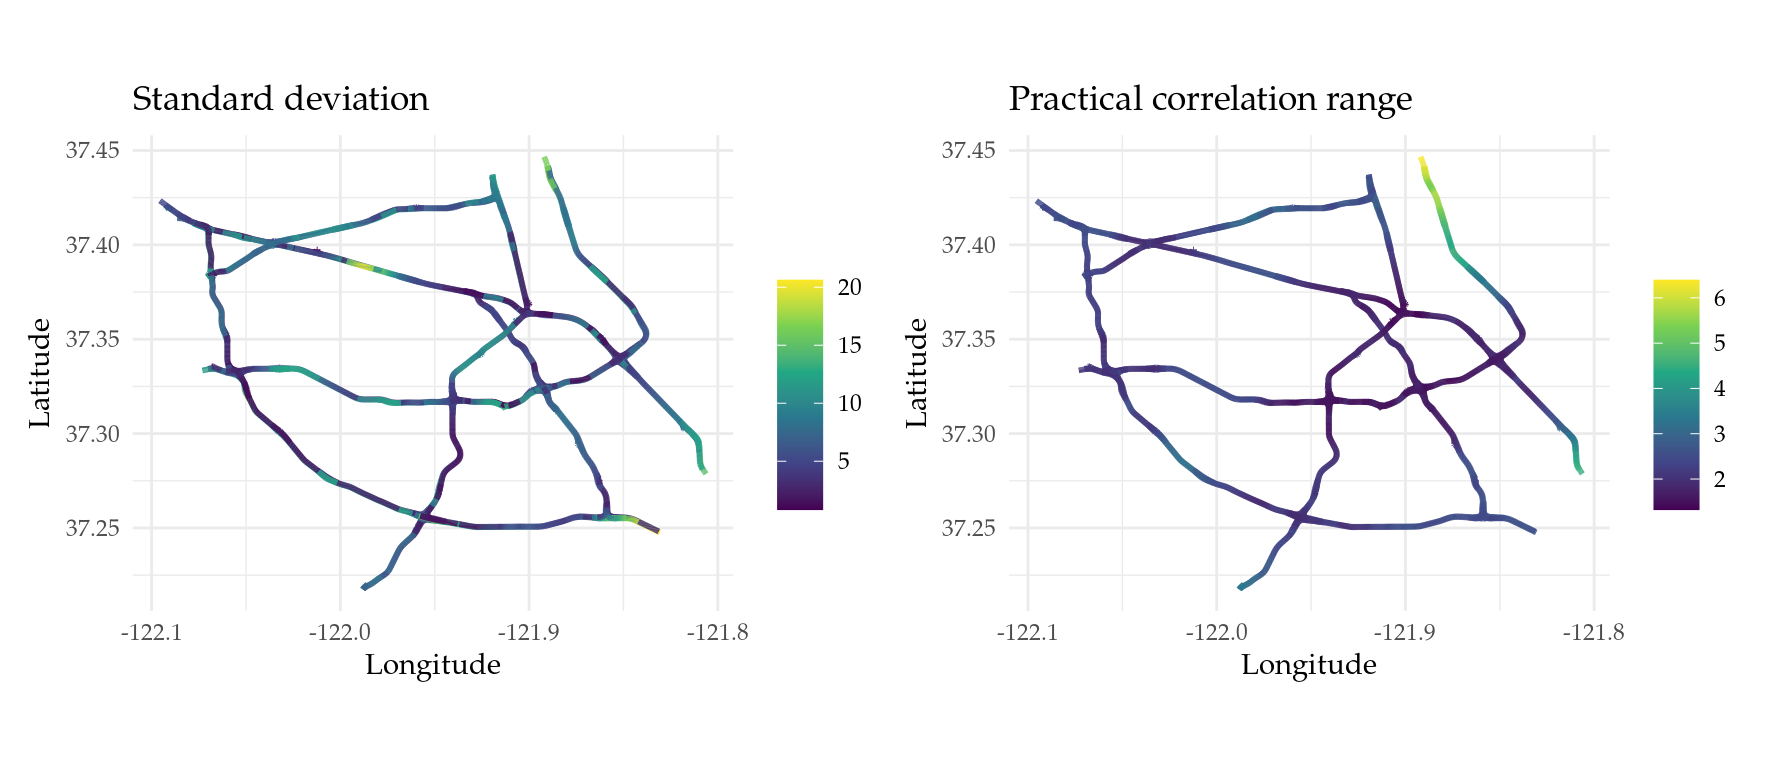 Standard deviation
37.45
37.40
37.35
37.30
37.25
Latitude
-122.1 -122.0 -121.9 -121.8
Longitude
20
15
10
5
Practical correlation range
37.45
37.40
37.35
37.30
37.25
Latitude
-122.1 -122.0 -121.9 -121.8
Longitude
6
5
4
3
2